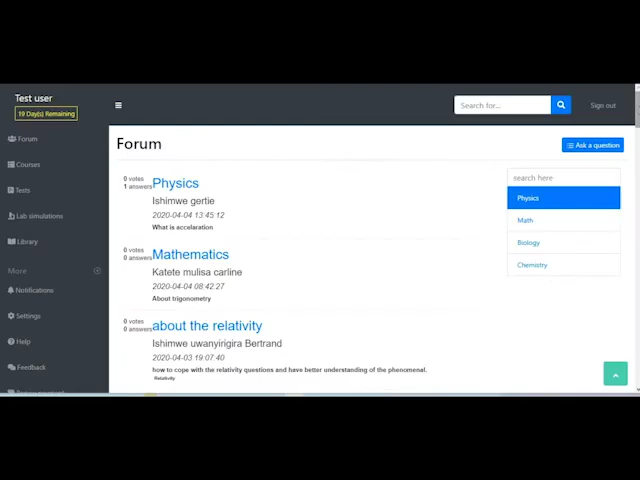 Test user
19 Day(s) Remaining
Search for...
Sign out
Forum
Courses
Tests
Lab simulations
Library
More
Notifications
Settings
Help
Feedback
Forum
Ask a question
0 votes
1 answers
Physics
Ishimwe gertie
2020-04-04 13:45:12
What is accelaration
0 votes
0 answers
Mathematics
Katete mulisa carline
2020-04-04 08:42:27
About trigonometry
0 votes
0 answers
about the relativity
Ishimwe uwanyirigira Bertrand
2020-04-03 19:07:40
how to cope with the relativity questions and have better understanding of the phenomenal.
Relativity
search here
Physics
Math
Biology
Chemistry